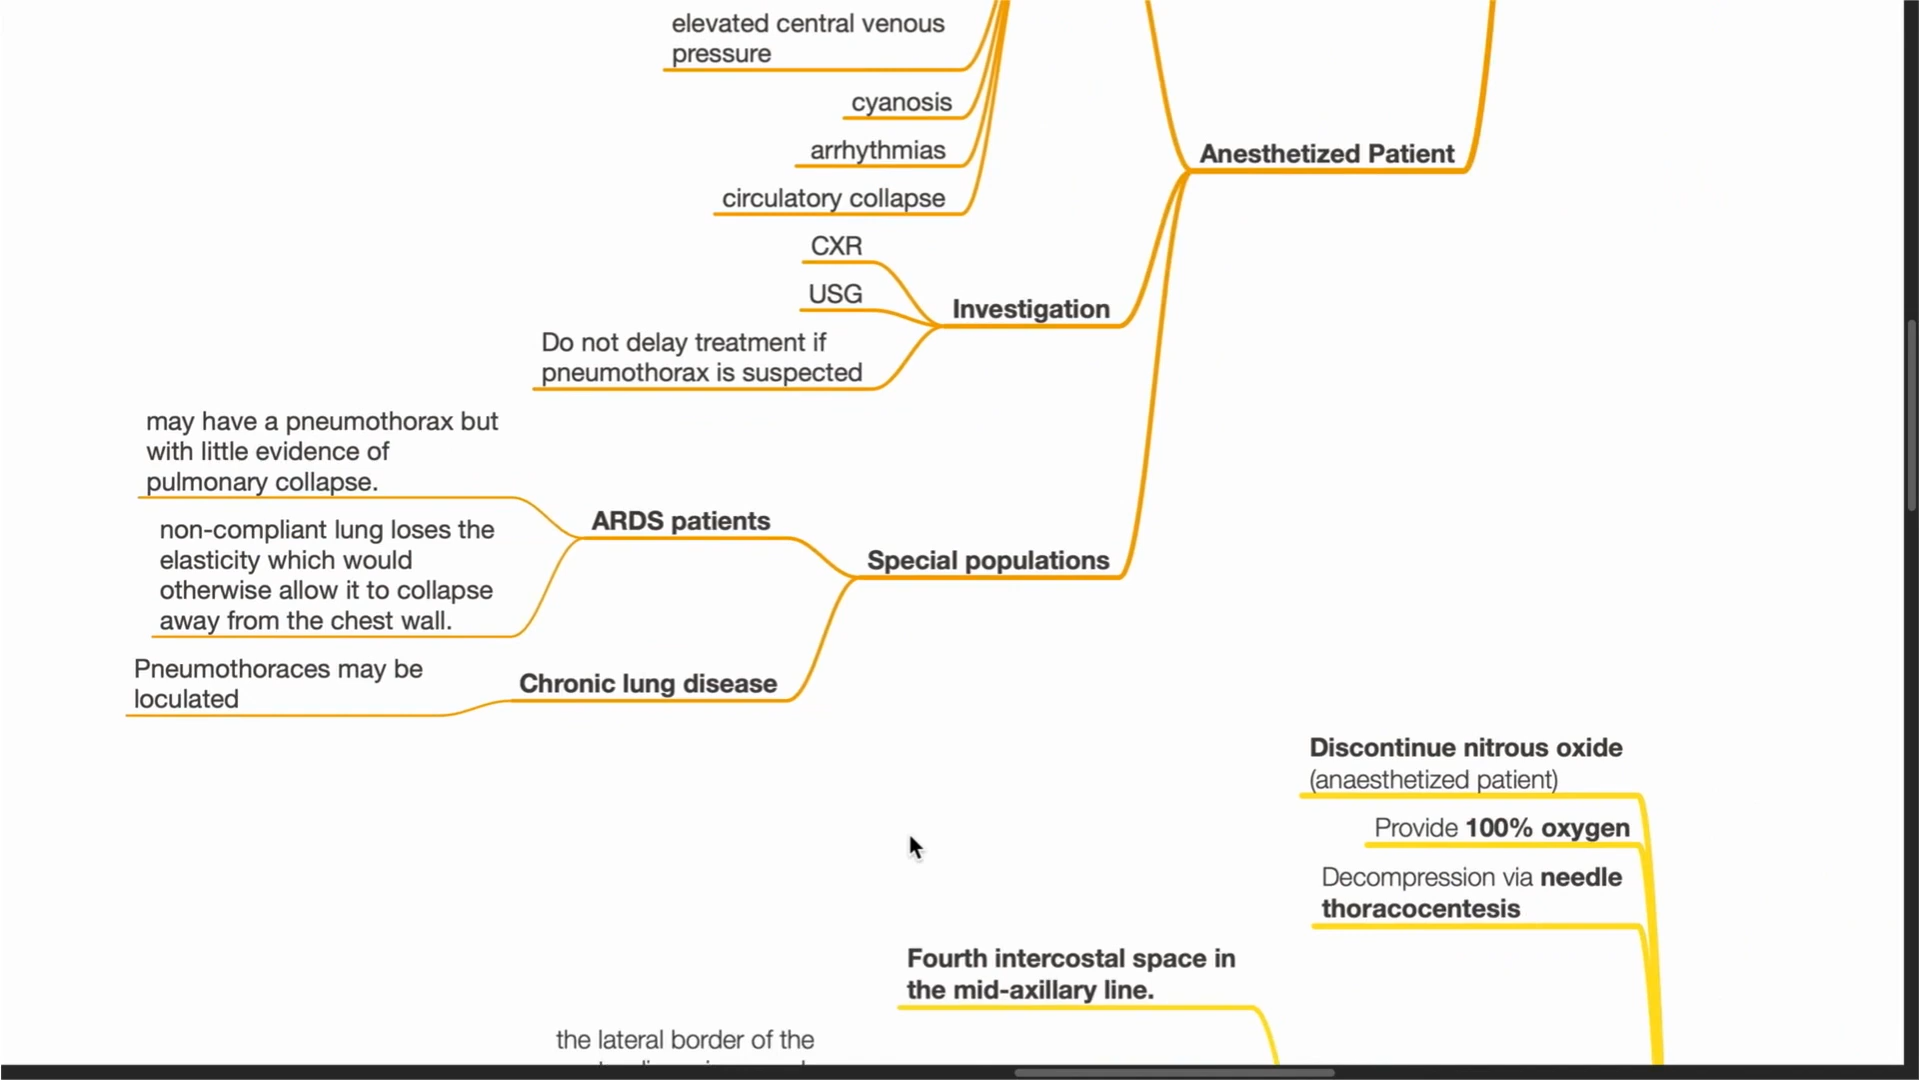 elevated central venous
pressure
cyanosis
arrhythmias
circulatory collapse
Anesthetized Patient
CXR
USG
Do not delay treatment if
pneumothorax is suspected
Investigation
may have a pneumothorax but
with little evidence of
pulmonary collapse.
non-compliant lung loses the
elasticity which would
otherwise allow it to collapse
away from the chest wall.
ARDS patients
Special populations
Pneumothoraces may be
loculated
Chronic lung disease
Discontinue nitrous oxide
(anaesthetized patient)
Provide 100% oxygen
Decompression via needle
thoracocentesis
Fourth intercostal space in
the mid-axillary line.
the lateral border of the